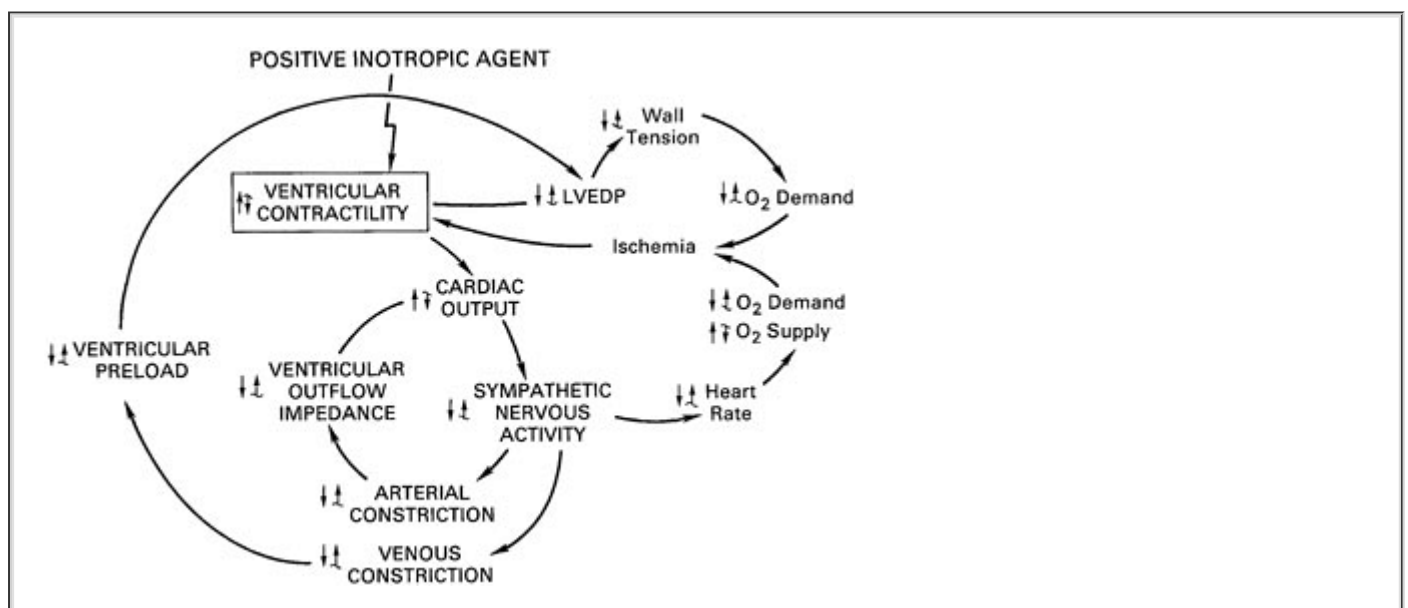 POSITIVE INOTROPIC AGENT
↓↑ Wall
Tension
↑↓ VENTRICULAR
CONTRACTILITY
↓↑ LVEDP
↓↑ O₂ Demand
Ischemia
↑↓ CARDIAC
OUTPUT
↓↑ O₂ Demand
↑↓ O₂ Supply
↓↑ VENTRICULAR
PRELOAD
↓↑ VENTRICULAR
OUTFLOW
IMPEDANCE
↓↑ SYMPATHETIC
NERVOUS
ACTIVITY
↓↑ Heart
Rate
↓↑ ARTERIAL
CONSTRICTION
↓↑ VENOUS
CONSTRICTION